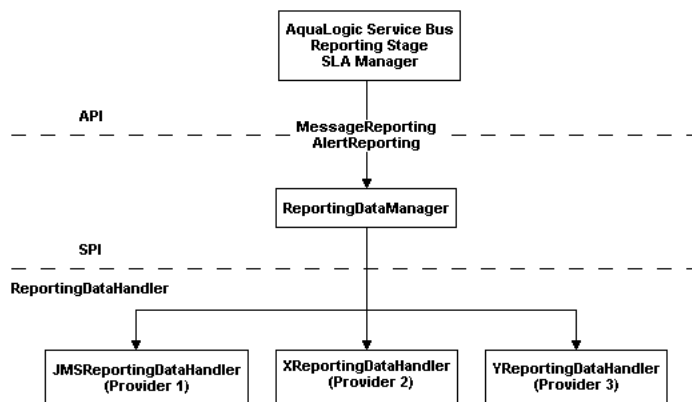 AquaLogic Service Bus
Reporting Stage
SLA Manager
API
MessageReporting
AlertReporting
ReportingDataManager
SPI
ReportingDataHandler
JMSReportingDataHandler
(Provider 1)
XReportingDataHandler
(Provider 2)
YReportingDataHandler
(Provider 3)